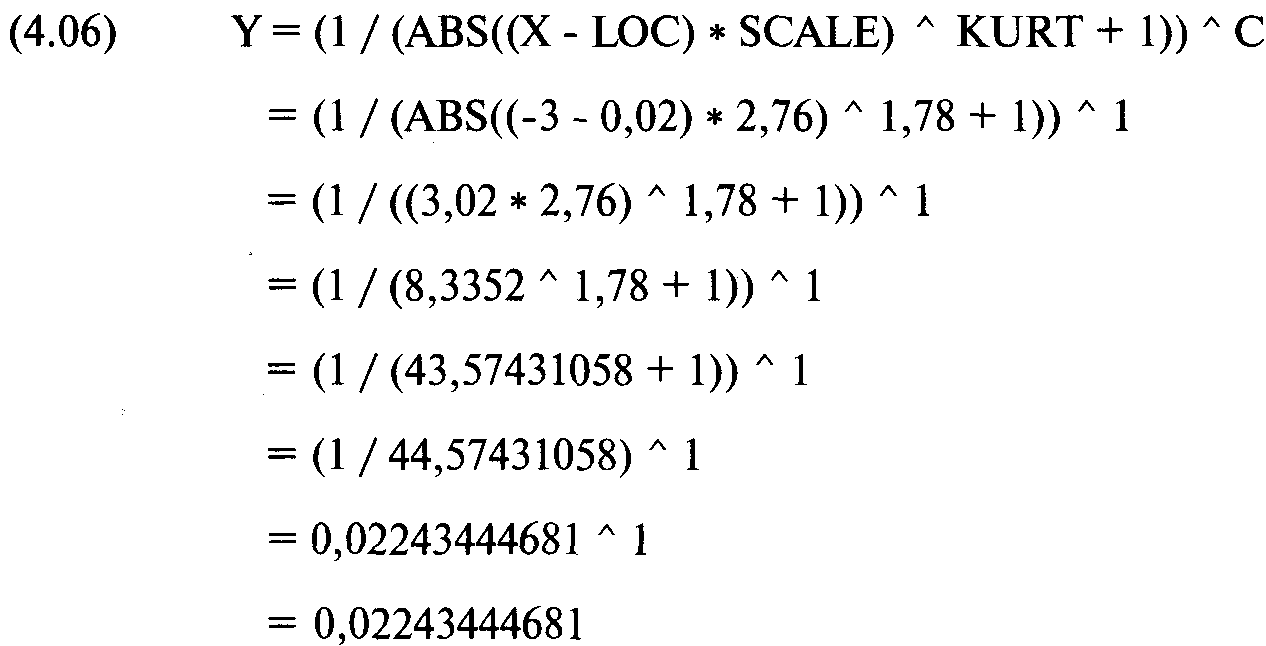 (4.06) Y = (1 / (ABS((X - LOC) * SCALE) ^ KURT + 1)) ^ C
= (1 / (ABS((-3 - 0,02) * 2,76) ^ 1,78 + 1)) ^ 1
= (1 / ((3,02 * 2,76) ^ 1,78 + 1)) ^ 1
= (1 / (8,3352 ^ 1,78 + 1)) ^ 1
= (1 / (43,57431058 + 1)) ^ 1
= (1 / 44,57431058) ^ 1
= 0,02243444681 ^ 1
= 0,02243444681